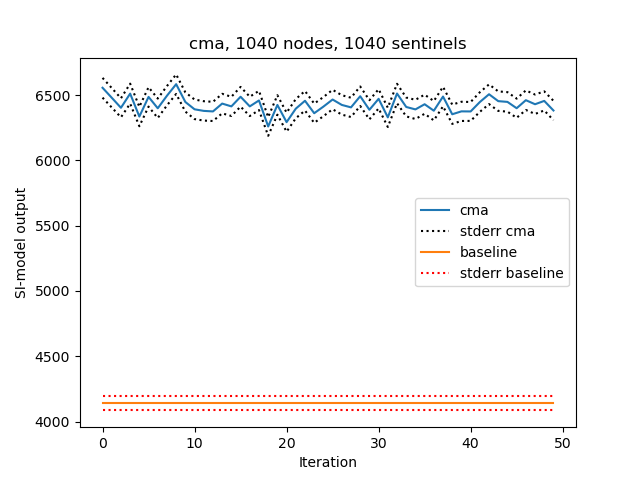 cma, 1040 nodes, 1040 sentinels
SI-model output
6500
6000
5500
5000
4500
4000
cma
stderr cma
baseline
stderr baseline
0 10 20 30 40 50
Iteration